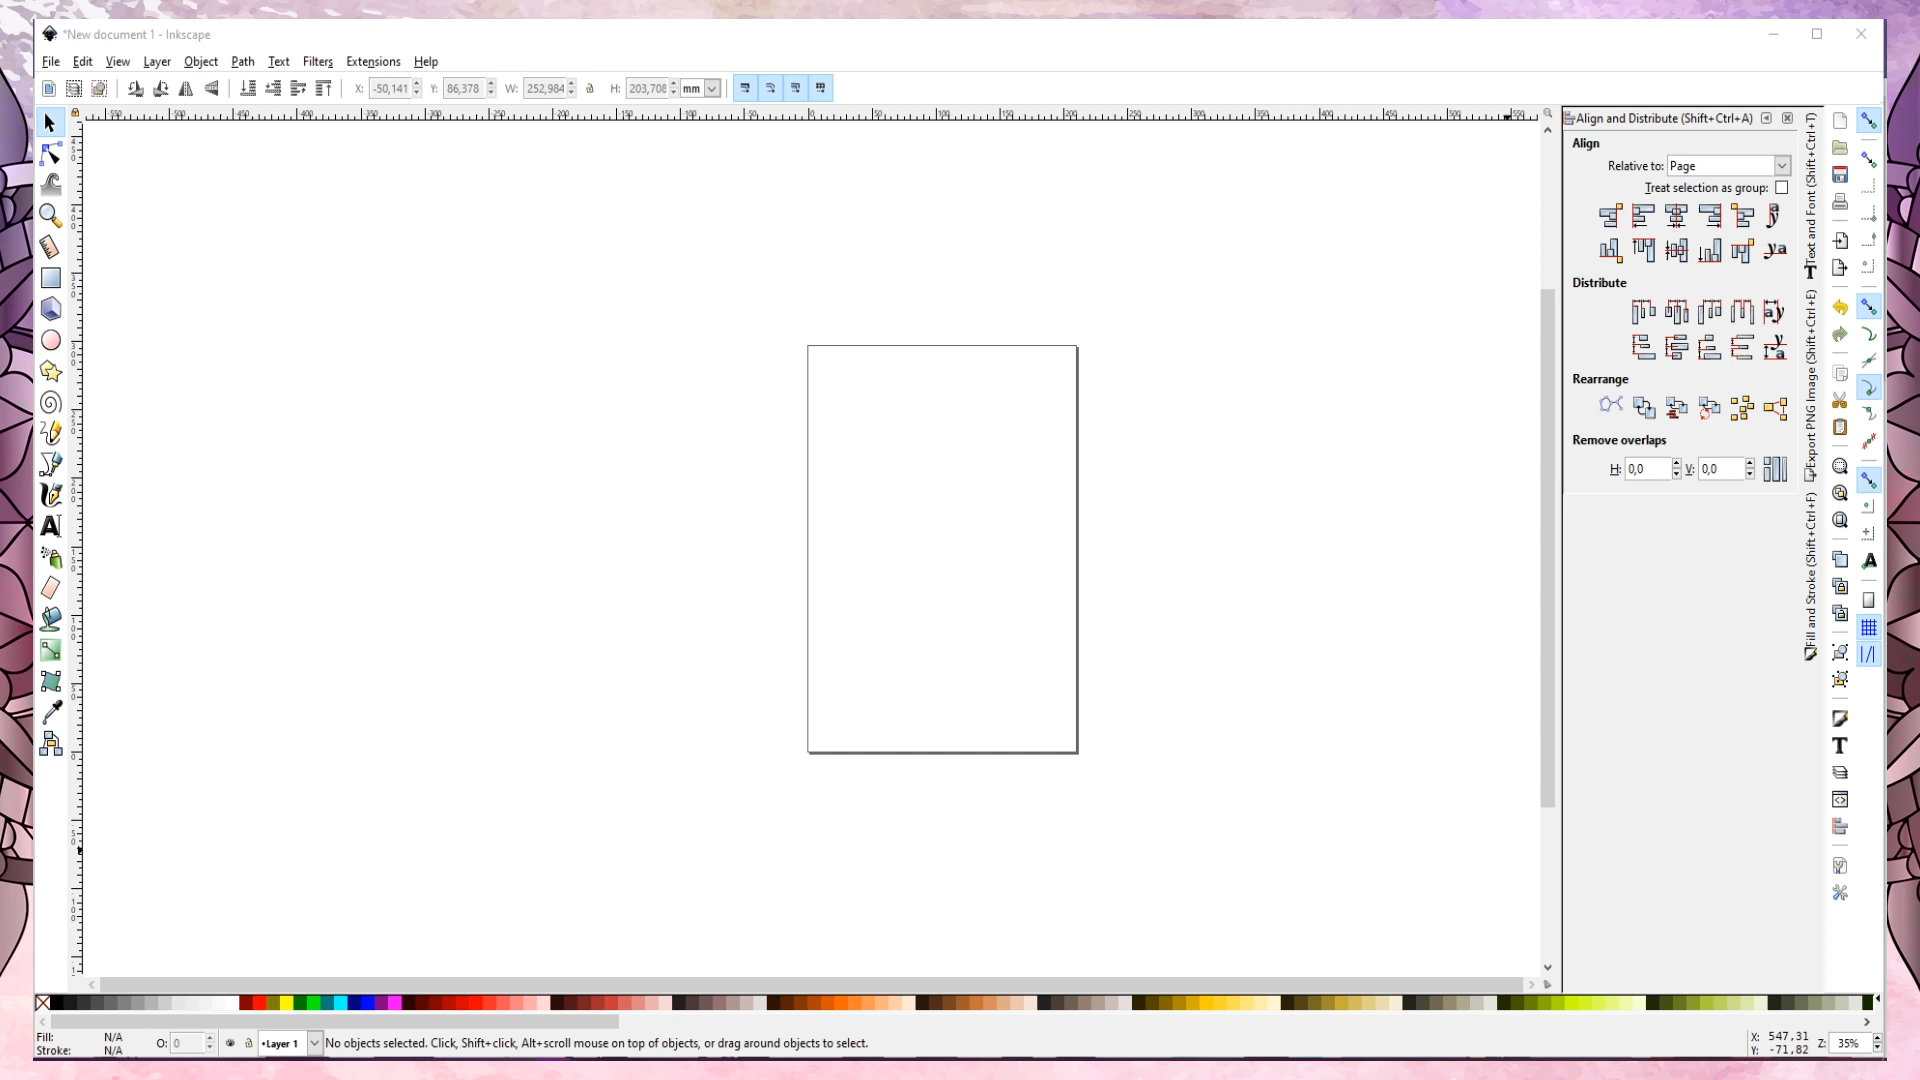 *New document 1 - Inkscape
File Edit View Layer Object Path Text Filters Extensions Help
X: -50,141 Y: 86,378 W: 252,984 H: 203,708 mm
Align and Distribute (Shift+Ctrl+A)
Align
Relative to: Page
Treat selection as group:
Distribute
Rearrange
Remove overlaps
H: 0,0 V: 0,0
Text and Font (Shift+Ctrl+T)
Export PNG Image (Shift+Ctrl+E)
Fill and Stroke (Shift+Ctrl+F)
Fill: N/A
Stroke: N/A
O: 0
•Layer 1
No objects selected. Click, Shift+click, Alt+scroll mouse on top of objects, or drag around objects to select.
X: 547,31
Y: -71,82
Z: 35%